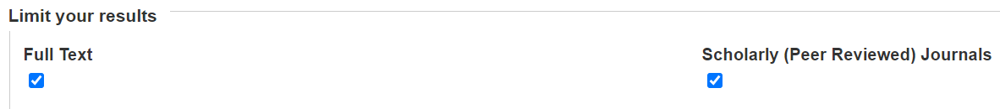 Limit your results
Full Text
Scholarly (Peer Reviewed) Journals